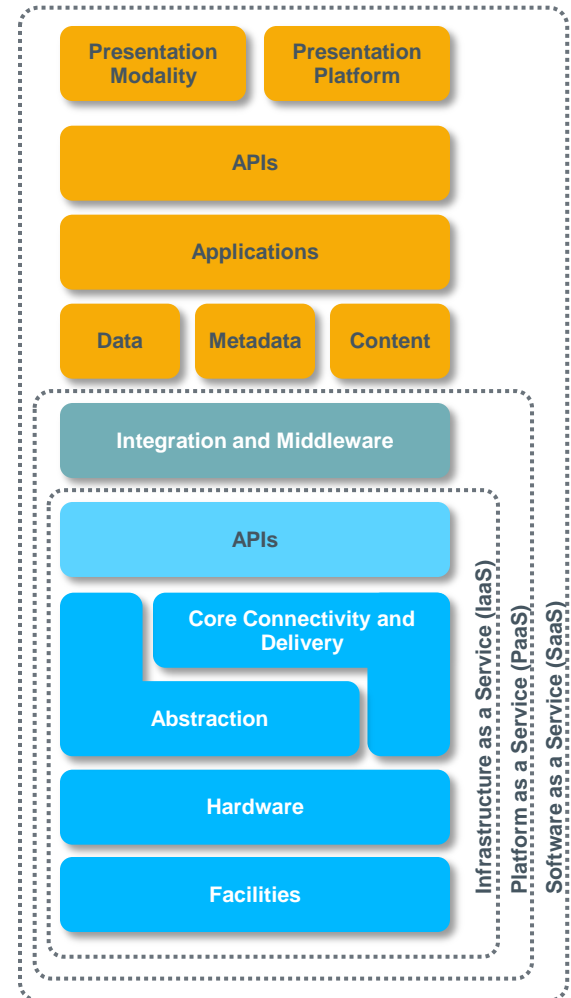 Presentation
Modality
Presentation
Platform
APIs
Applications
Data
Metadata
Content
Integration and Middleware
APIs
Core Connectivity and
Delivery
Abstraction
Hardware
Facilities
Infrastructure as a Service (IaaS)
Platform as a Service (PaaS)
Software as a Service (SaaS)